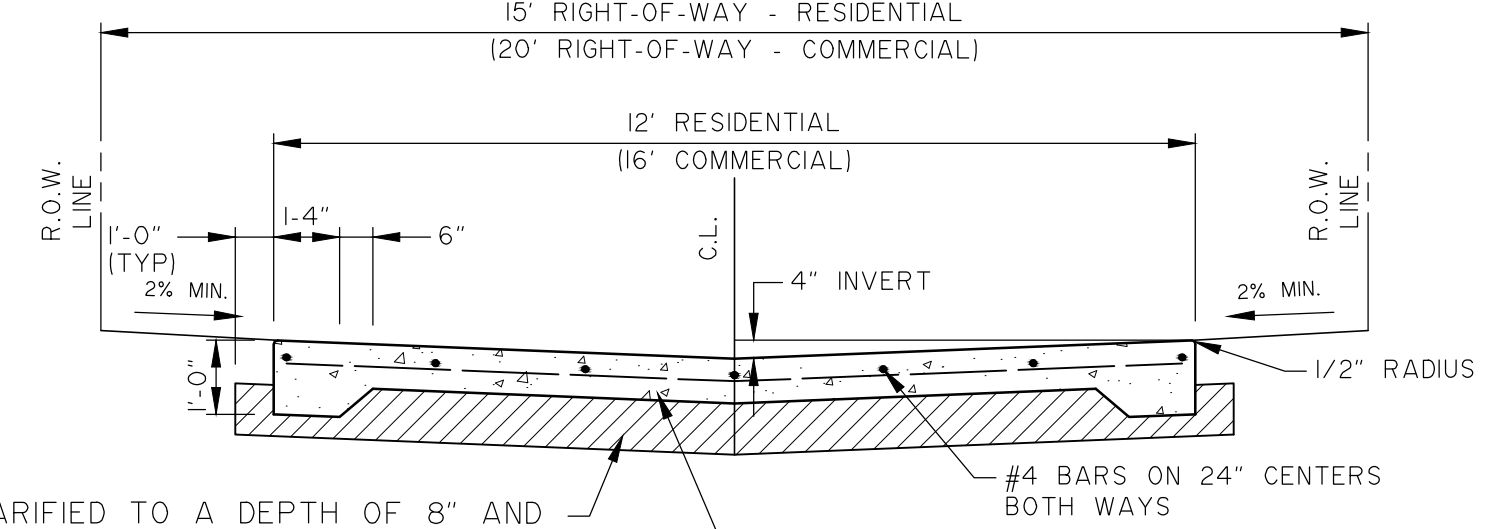 15' RIGHT-OF-WAY - RESIDENTIAL
(20' RIGHT-OF-WAY - COMMERCIAL)
12' RESIDENTIAL
(16' COMMERCIAL)
R.O.W.
LINE
R.O.W.
LINE
1'-0"
(TYP)
1-4"
6"
C.L.
2% MIN.
4" INVERT
2% MIN.
1'-0"
1/2" RADIUS
#4 BARS ON 24" CENTERS
BOTH WAYS
ARIFIED TO A DEPTH OF 8" AND